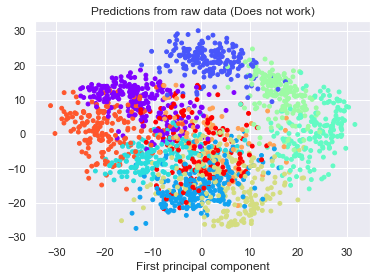 Predictions from raw data (Does not work)
30
20
10
0
−10
−20
−30
−30 −20 −10 0 10 20 30
First principal component